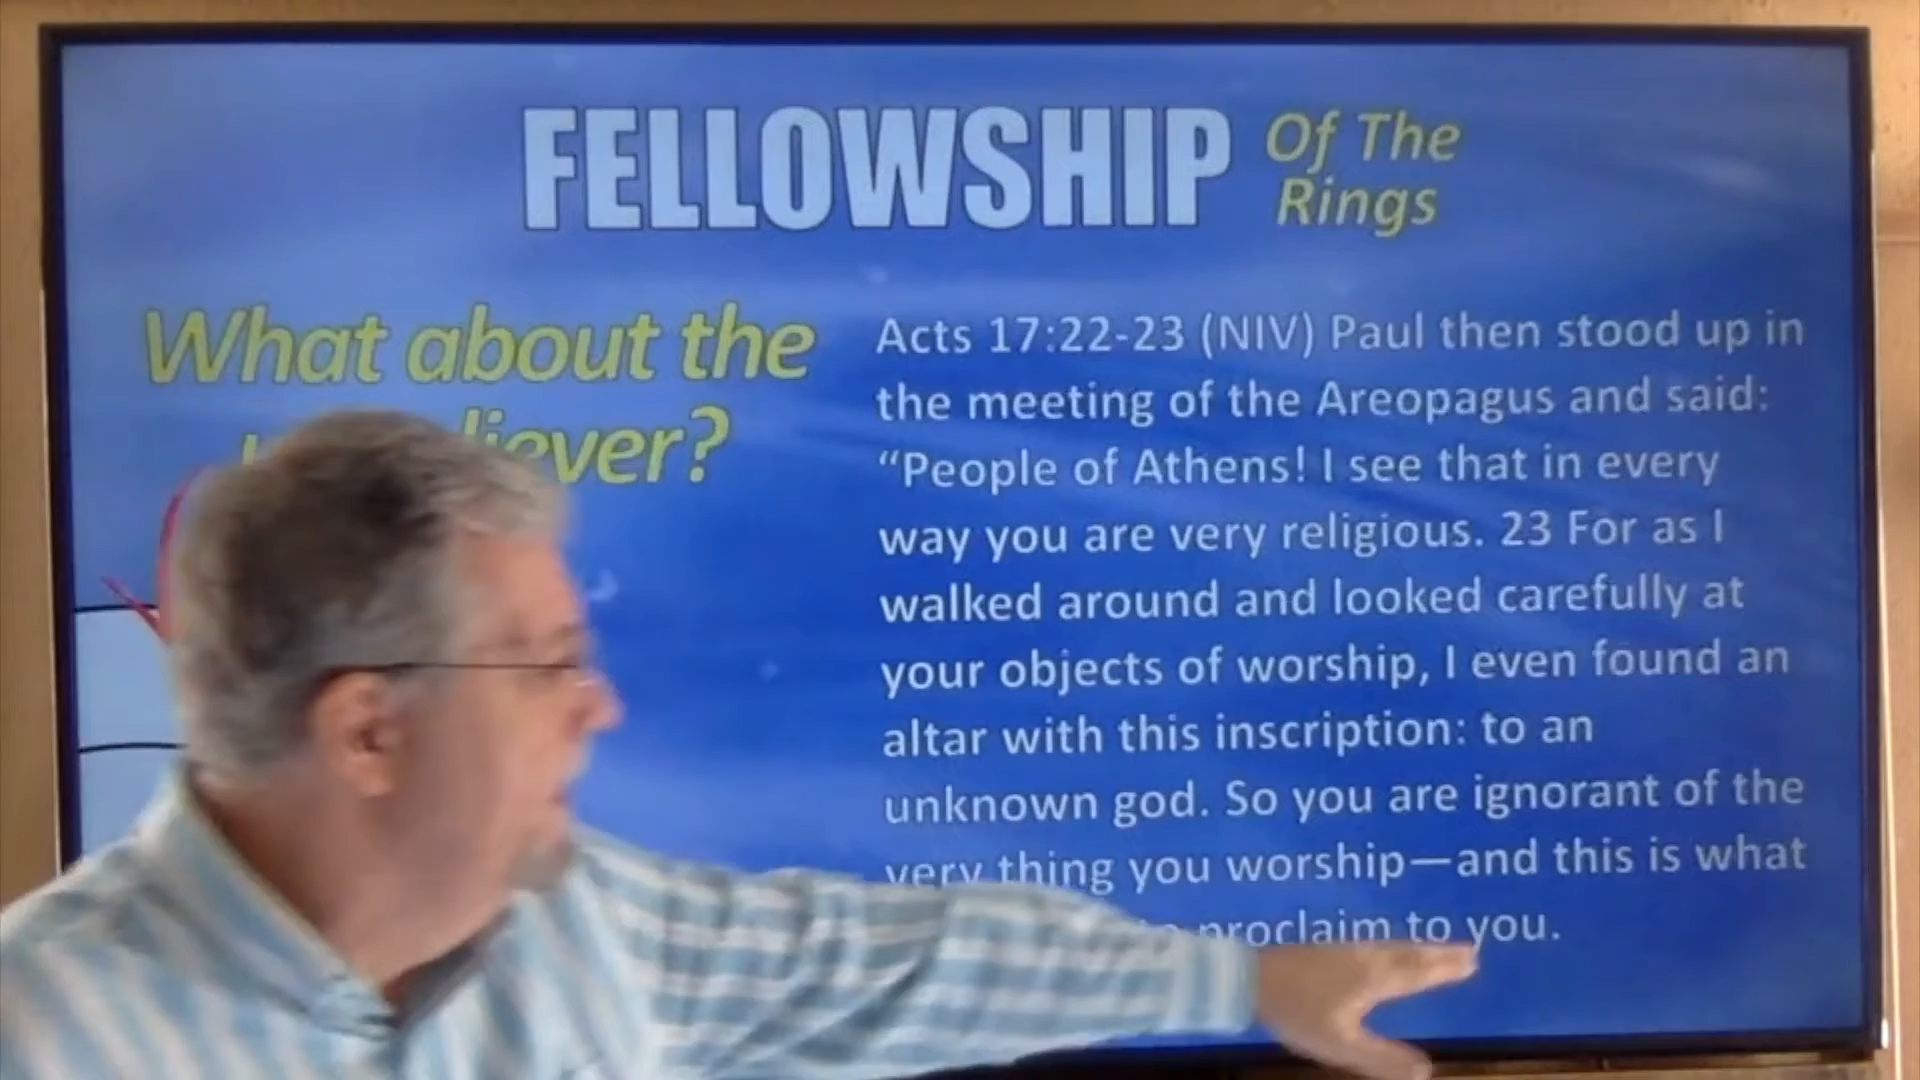 FELLOWSHIP Of The
Rings
What about the
liever?
Acts 17:22-23 (NIV) Paul then stood up in
the meeting of the Areopagus and said:
“People of Athens! I see that in every
way you are very religious. 23 For as I
walked around and looked carefully at
your objects of worship, I even found an
altar with this inscription: to an
unknown god. So you are ignorant of the
very thing you worship—and this is what
proclaim to you.